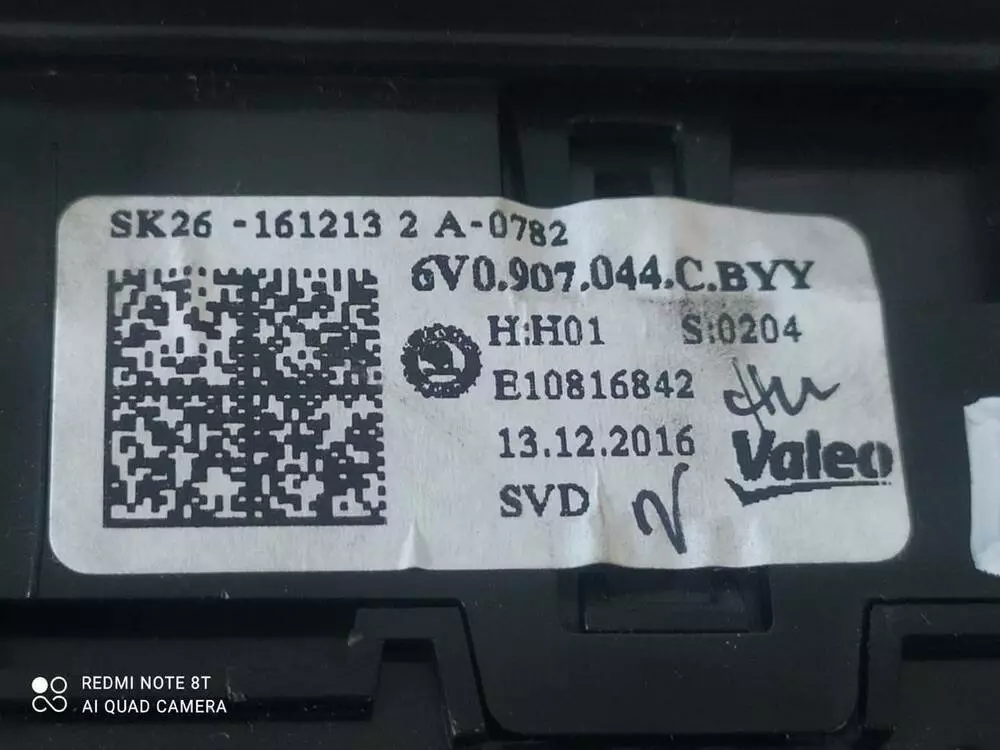 SK26 -161213 2 A-0782
6V0.907.044.C.BYY
H:H01 S:0204
E10816842
13.12.2016
Valeo
SVD
REDMI NOTE 8T
AI QUAD CAMERA